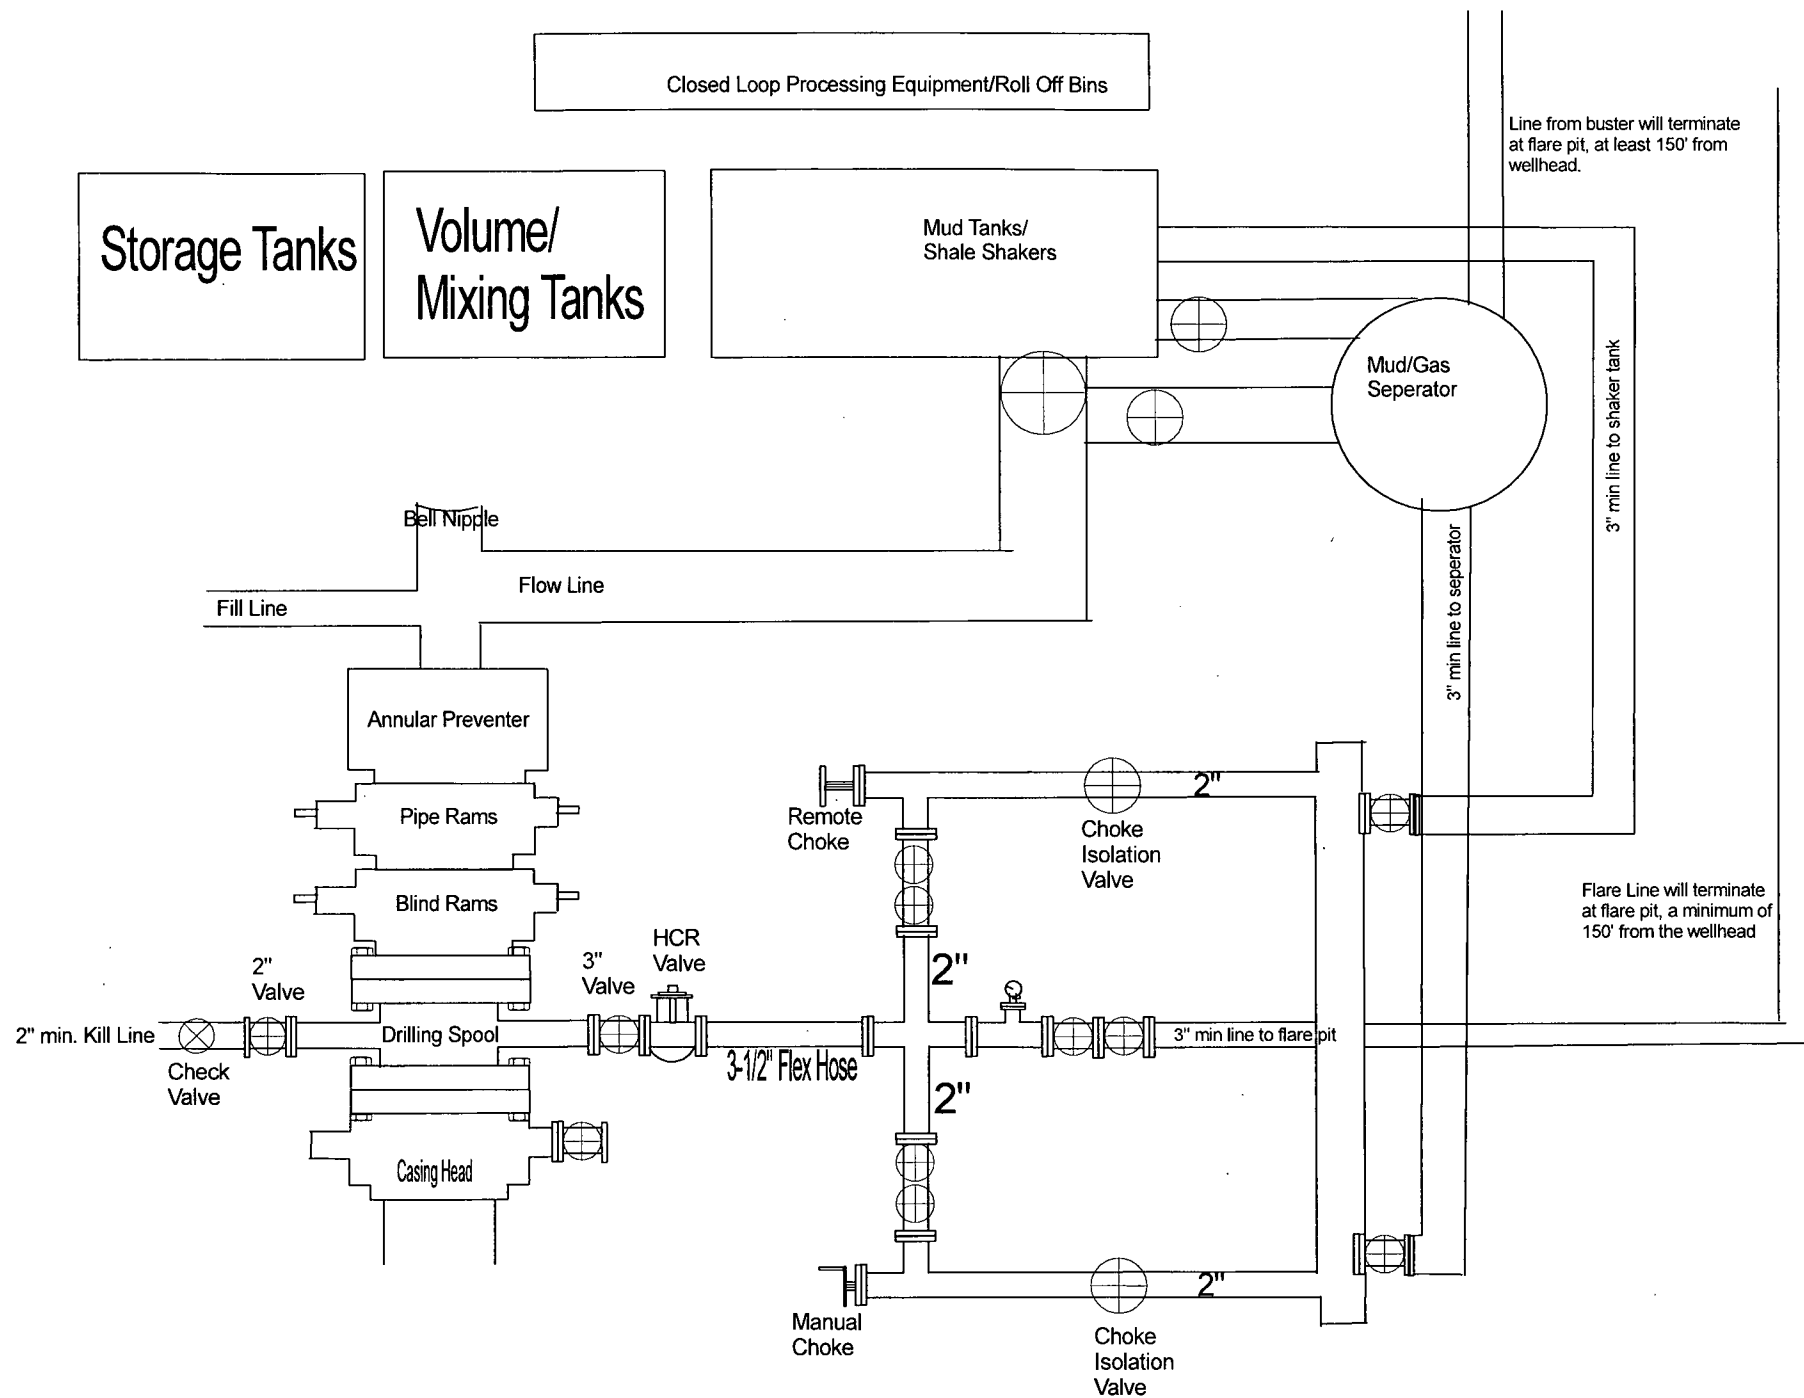 Closed Loop Processing Equipment/Roll Off Bins
Line from buster will terminate
at flare pit, at least 150' from
wellhead.
Storage Tanks
Volume/
Mixing Tanks
Mud Tanks/
Shale Shakers
Mud/Gas
Seperator
3" min line to shaker tank
Bell Nipple
Flow Line
Fill Line
3" min line to seperator
Annular Preventer
Pipe Rams
Blind Rams
Remote
Choke
2"
Choke
Isolation
Valve
Flare Line will terminate
at flare pit, a minimum of
150' from the wellhead
2"
Valve
3"
Valve
HCR
Valve
2"
2" min. Kill Line
Drilling Spool
3" min line to flare pit
Check
Valve
3-1/2" Flex Hose
2"
Casing Head
Manual
Choke
2"
Choke
Isolation
Valve